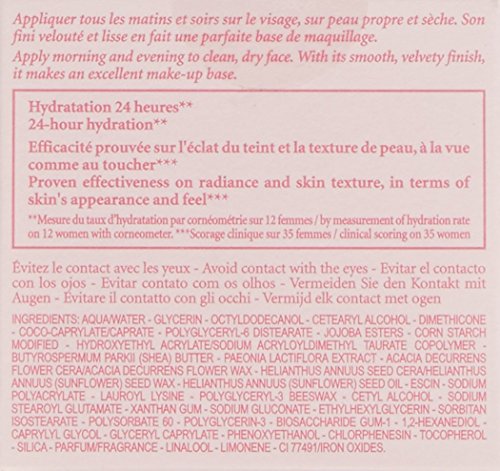 Appliquer tous les matins et soirs sur le visage, sur peau propre et sèche. Son
fini velouté et lisse en fait une parfaite base de maquillage.
Apply morning and evening to clean, dry face. With its smooth, velvety finish,
it makes an excellent make-up base.
Hydratation 24 heures**
24-hour hydration**
Efficacité prouvée sur l'éclat du teint et la texture de peau, à la vue
comme au toucher***
Proven effectiveness on radiance and skin texture, in terms of
skin's appearance and feel***
**Mesure du taux d'hydratation par cornéométrie sur 12 femmes / by measurement of hydration rate
on 12 women with corneometer. ***Scorage clinique sur 35 femmes / clinical scoring on 35 women
Évitez le contact avec les yeux - Avoid contact with the eyes - Evitar el contacto
con los ojos - Evitar contato com os olhos - Vermeiden Sie den Kontakt mit
Augen - Évitare il contatto con gli occhi - Vermijd elk contact met ogen
INGREDIENTS: AQUA/WATER - GLYCERIN - OCTYLDODECANOL - CETEARYL ALCOHOL - DIMETHICONE
- COCO-CAPRYLATE/CAPRATE - POLYGLYCERYL-6 DISTEARATE - JOJOBA ESTERS - CORN STARCH
MODIFIED - HYDROXYETHYL ACRYLATE/SODIUM ACRYLOYLDIMETHYL TAURATE COPOLYMER -
BUTYROSPERMUM PARKII (SHEA) BUTTER - PAEONIA LACTIFLORA EXTRACT - ACACIA DECURRENS
FLOWER CERA/ACACIA DECURRENS FLOWER WAX - HELIANTHUS ANNUUS SEED CERA/HELIANTHUS
ANNUUS (SUNFLOWER) SEED WAX - HELIANTHUS ANNUUS (SUNFLOWER) SEED OIL - ESCIN - SODIUM
POLYACRYLATE - LAUROYL LYSINE - POLYGLYCERYL-3 BEESWAX - CETYL ALCOHOL - SODIUM
STEAROYL GLUTAMATE - XANTHAN GUM - SODIUM GLUCONATE - ETHYLHEXYLGLYCERIN - SORBITAN
ISOSTEARATE - POLYSORBATE 60 - POLYGLYCERIN-3 - BIOSACCHARIDE GUM-1 - 1,2-HEXANEDIOL -
CAPRYLYL GLYCOL - GLYCERYL CAPRYLATE - PHENOXYETHANOL - CHLORPHENESIN - TOCOPHEROL
- SILICA - PARFUM/FRAGRANCE - LINALOOL - LIMONENE - CI 77491/IRON OXIDES.